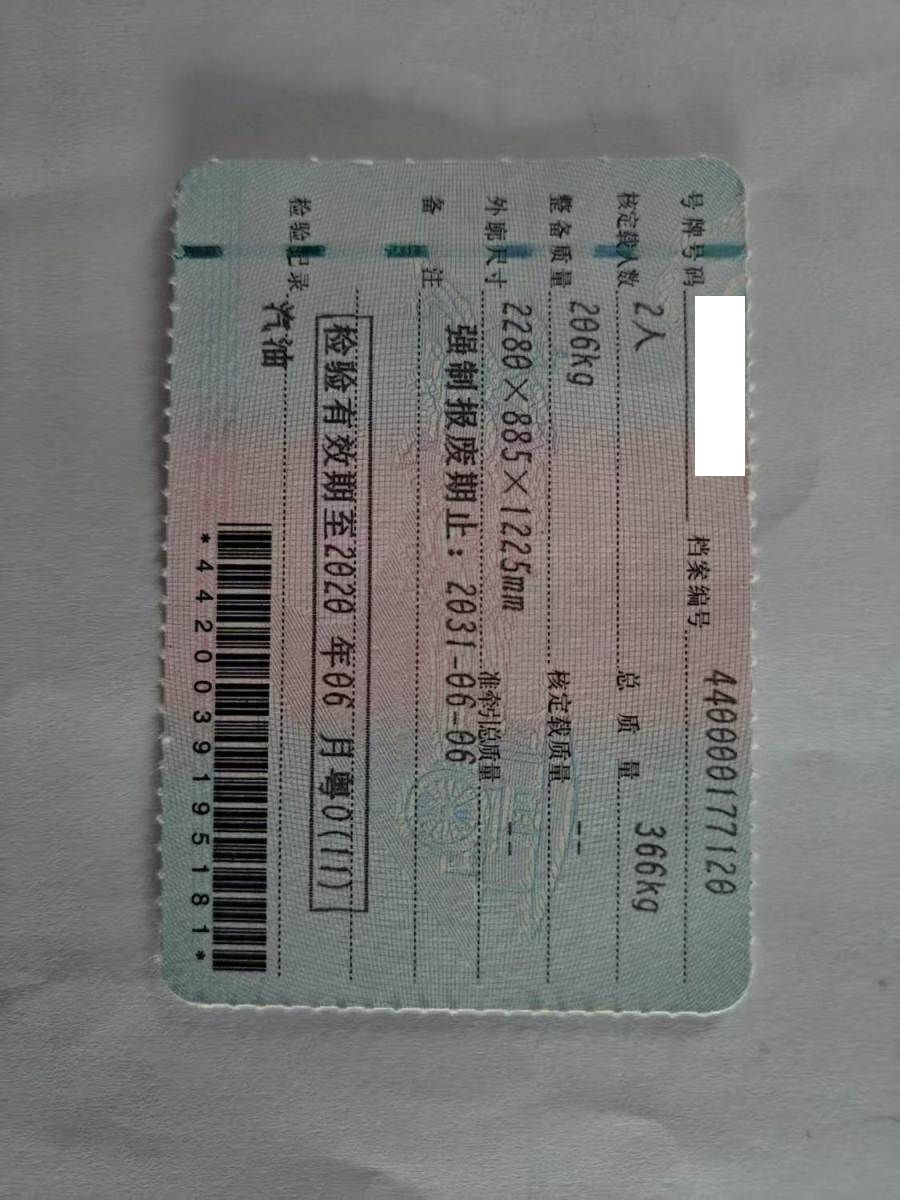 号牌号码 档案编号 440000177120
核定载人数 2人 总质量 366kg
整备质量 206kg 核定载质量 --
外廓尺寸 2280×885×1225mm 准牵引总质量 --
备注 强制报废期止：2031-06-06
检验有效期至2020 年06 月粤O(11)
检验记录
汽油
*4420039195181*